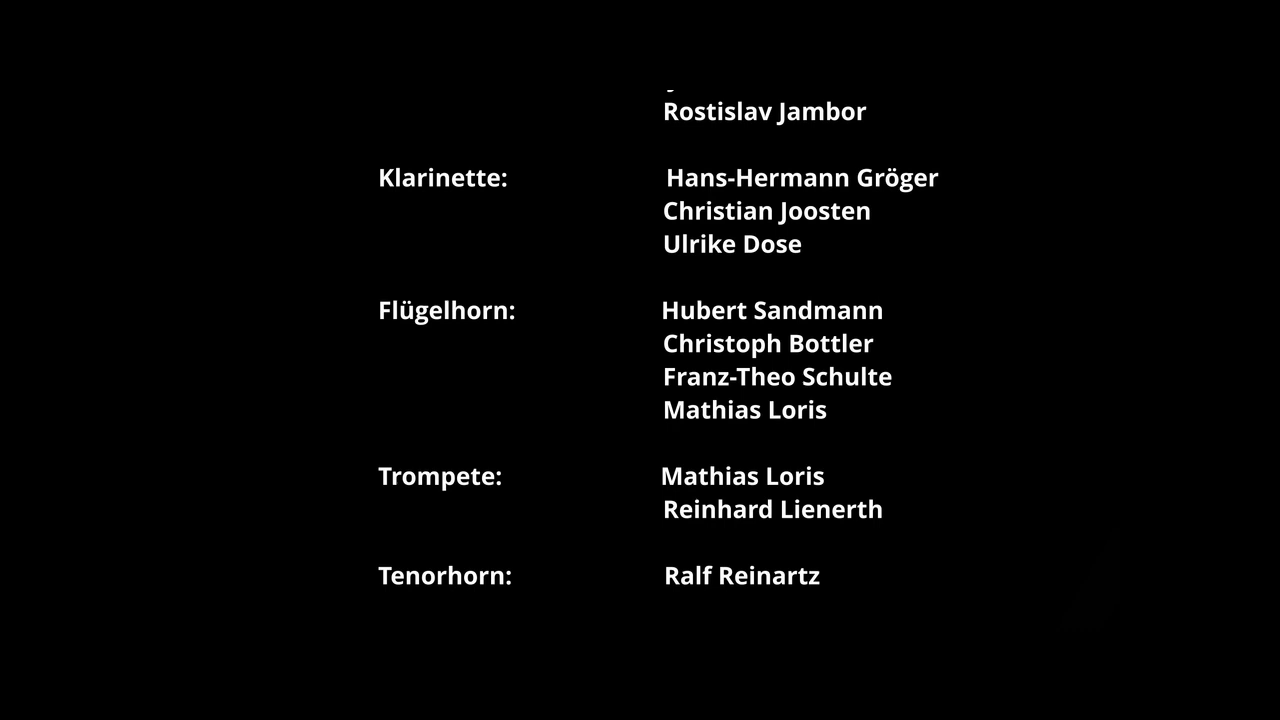 Rostislav Jambor
Klarinette: Hans-Hermann Gröger
Christian Joosten
Ulrike Dose
Flügelhorn: Hubert Sandmann
Christoph Bottler
Franz-Theo Schulte
Mathias Loris
Trompete: Mathias Loris
Reinhard Lienerth
Tenorhorn: Ralf Reinartz